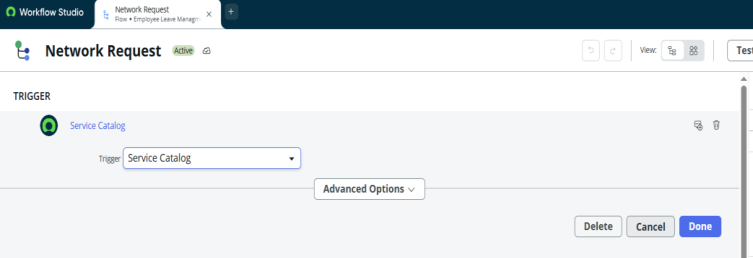 Workflow Studio
Network Request
Flow • Employee Leave Managm
Network Request Active View: Test
TRIGGER
Service Catalog
Trigger Service Catalog
Advanced Options
Delete Cancel Done